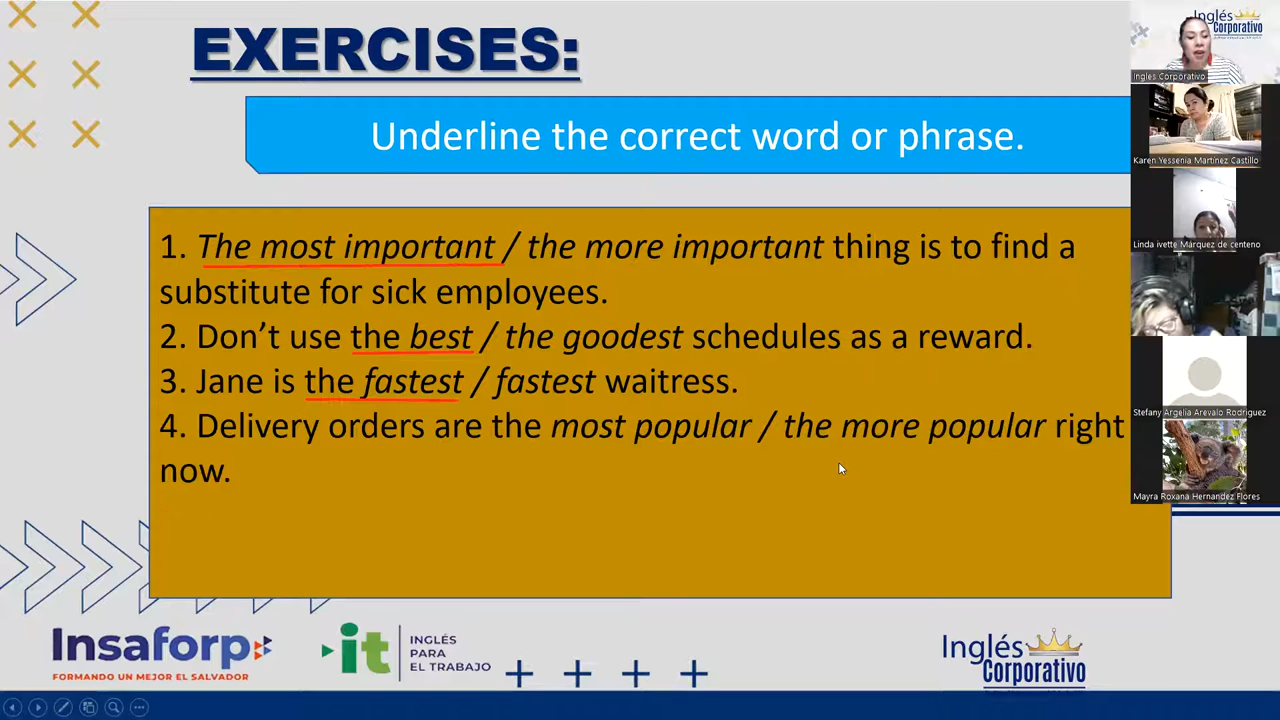 EXERCISES:
Underline the correct word or phrase.
1. The most important / the more important thing is to find a
substitute for sick employees.
2. Don't use the best / the goodest schedules as a reward.
3. Jane is the fastest / fastest waitress.
4. Delivery orders are the most popular / the more popular right
now.
Inglés
Corporativo
Ingles Corporativo
Karen Yessenia Martinez Castillo
Linda ivette Márquez de centeno
Stefany Argelia Arevalo Rodriguez
Mayra Roxana Hernandez Flores
Insaforp
FORMANDO UN MEJOR EL SALVADOR
it
INGLÉS
PARA
EL TRABAJO
Inglés
Corporativo